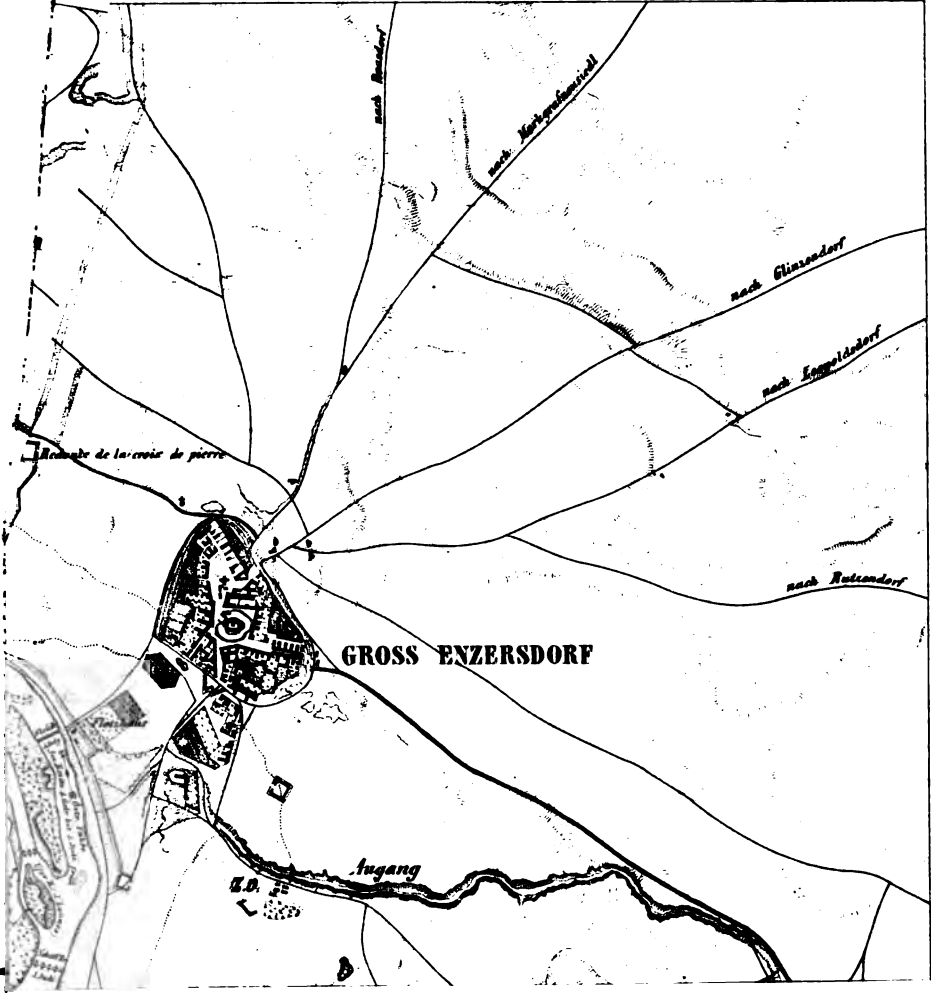 nach Raasdorf
nach Markgrafneusiedl
nach Glinzendorf
nach Leopoldsdorf
Redoute de la croix de pierre
nach Rutzendorf
GROSS ENZERSDORF
Augang
Z.O.